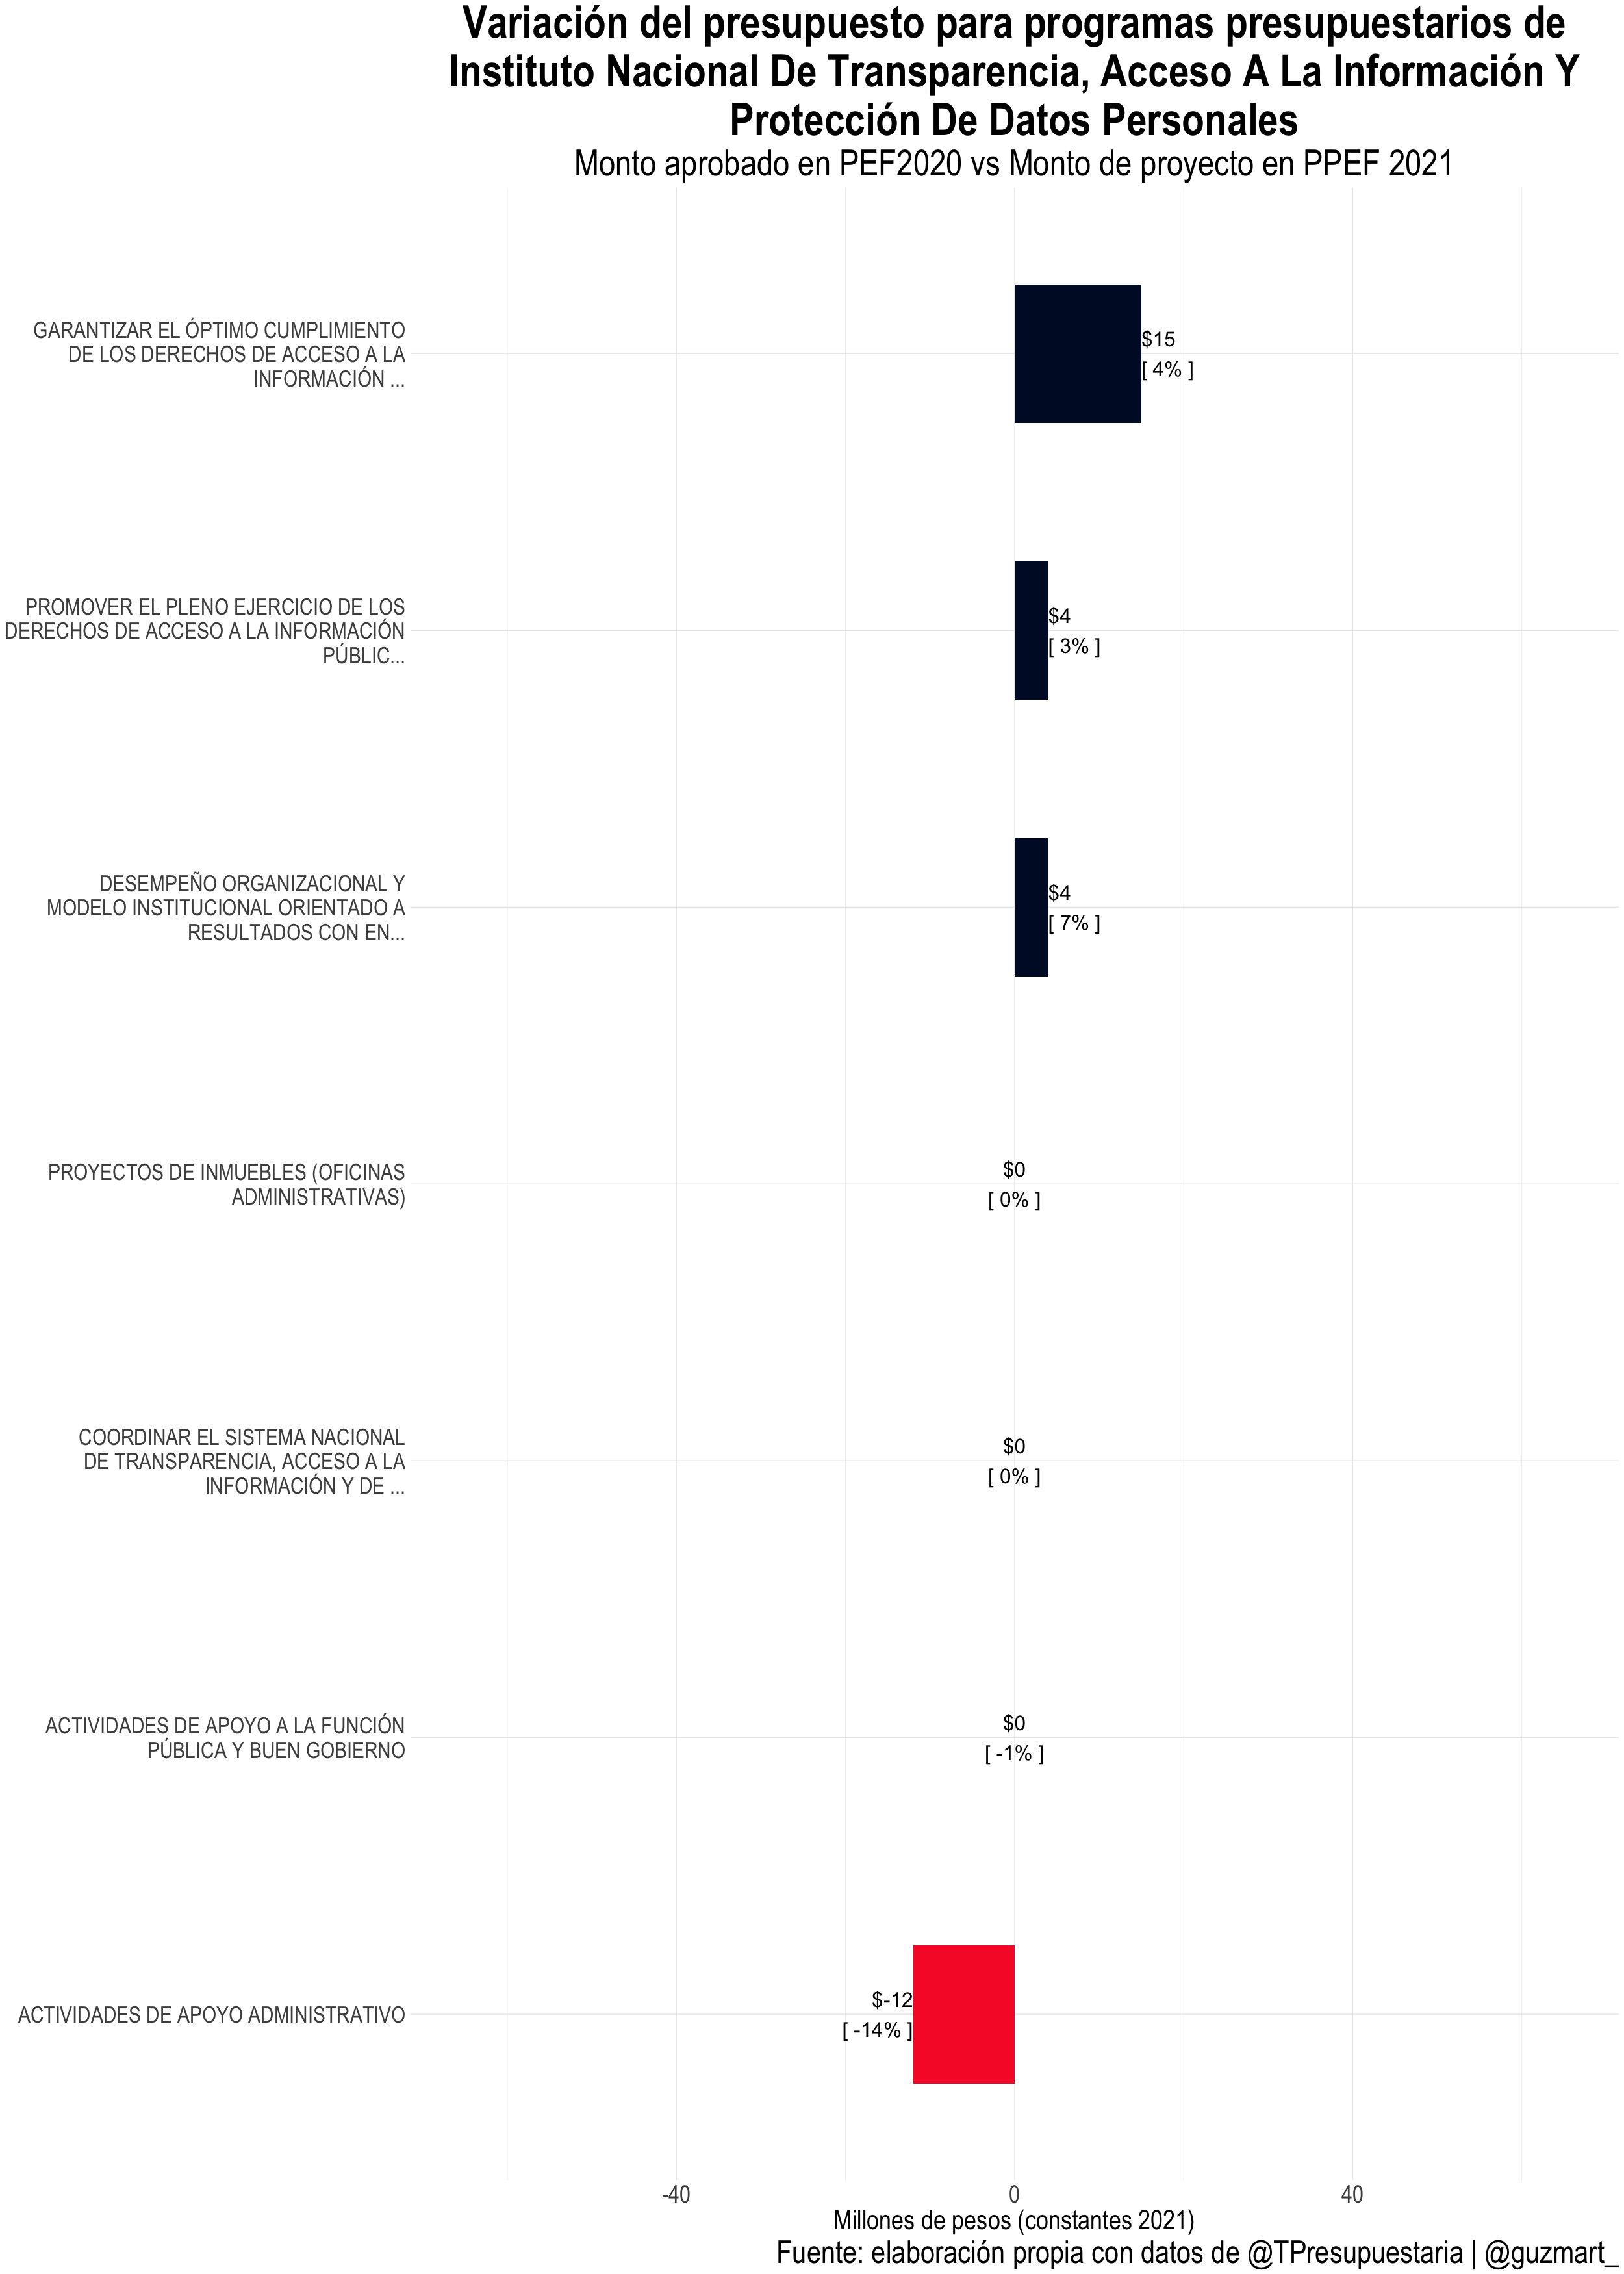 Variación del presupuesto para programas presupuestarios de
Instituto Nacional De Transparencia, Acceso A La Información Y
Protección De Datos Personales
Monto aprobado en PEF2020 vs Monto de proyecto en PPEF 2021
GARANTIZAR EL ÓPTIMO CUMPLIMIENTO
DE LOS DERECHOS DE ACCESO A LA
INFORMACIÓN ...
$15
[ 4% ]
PROMOVER EL PLENO EJERCICIO DE LOS
DERECHOS DE ACCESO A LA INFORMACIÓN
PÚBLIC...
$4
[ 3% ]
DESEMPEÑO ORGANIZACIONAL Y
MODELO INSTITUCIONAL ORIENTADO A
RESULTADOS CON EN...
$4
[ 7% ]
PROYECTOS DE INMUEBLES (OFICINAS
ADMINISTRATIVAS)
$0
[ 0% ]
COORDINAR EL SISTEMA NACIONAL
DE TRANSPARENCIA, ACCESO A LA
INFORMACIÓN Y DE ...
$0
[ 0% ]
ACTIVIDADES DE APOYO A LA FUNCIÓN
PÚBLICA Y BUEN GOBIERNO
$0
[ -1% ]
ACTIVIDADES DE APOYO ADMINISTRATIVO
$-12
[ -14% ]
-40 0 40
Millones de pesos (constantes 2021)
Fuente: elaboración propia con datos de @TPresupuestaria | @guzmart_